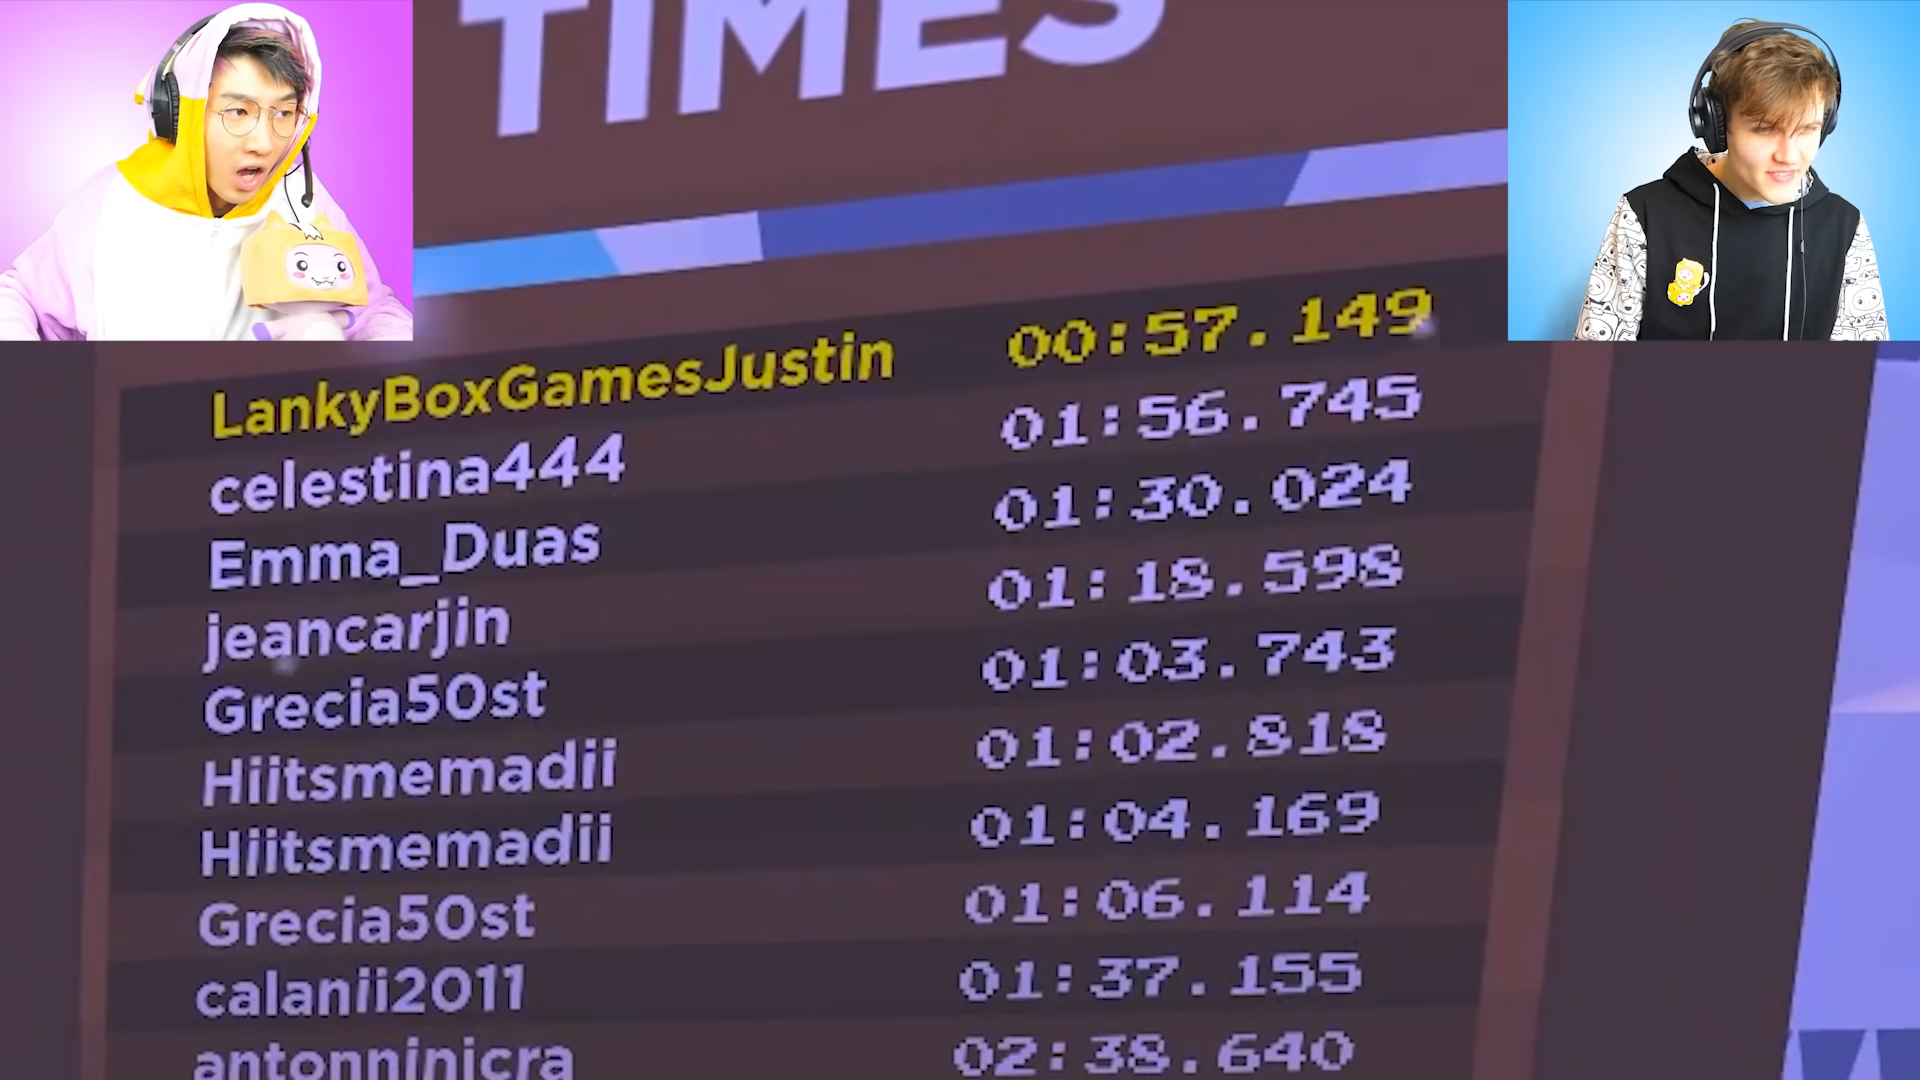 TIMES
LankyBoxGamesJustin 00:57.149
celestina444 01:56.745
Emma_Duas 01:30.024
jeancarjin 01:18.598
Grecia50st 01:03.743
Hiitsmemadii 01:02.818
Hiitsmemadii 01:04.169
Grecia50st 01:06.114
calanii2011 01:37.155
antonninicra 02:38.640